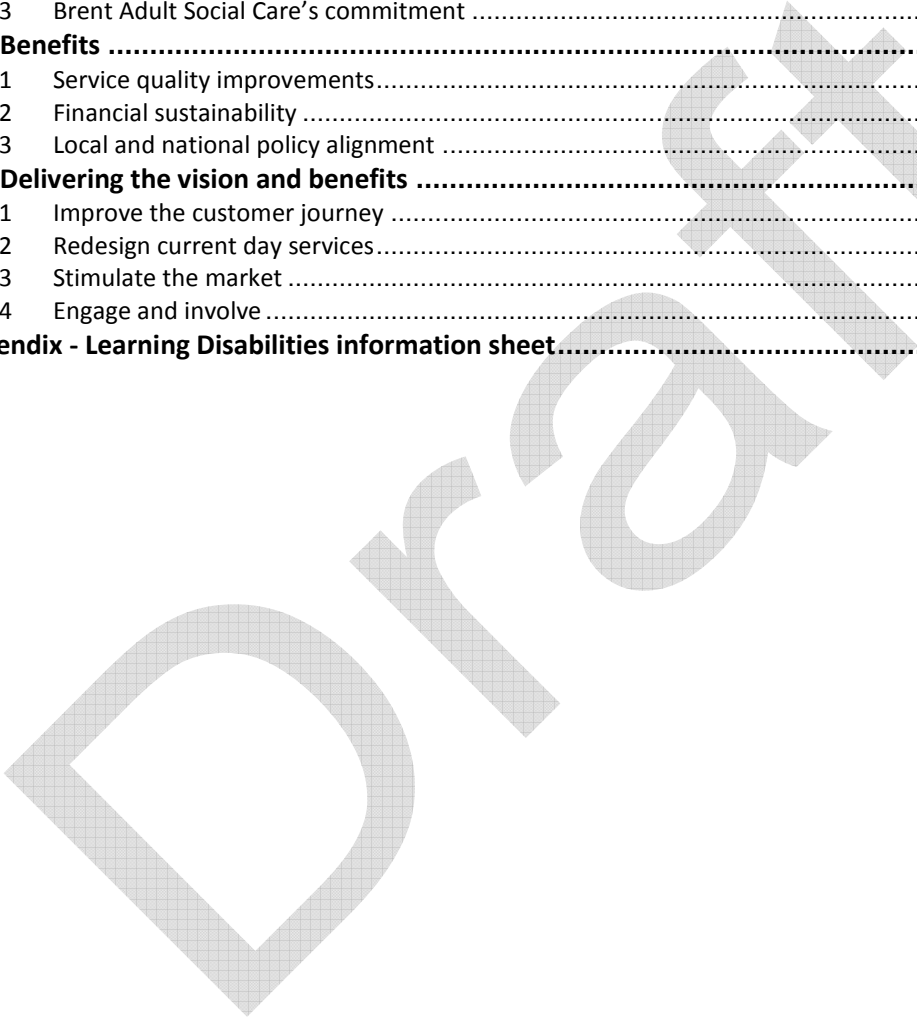 3 Brent Adult Social Care’s commitment ...........................................................................
Benefits ...........................................................................................................
1 Service quality improvements...........................................................................
2 Financial sustainability ...........................................................................
3 Local and national policy alignment ...........................................................................
Delivering the vision and benefits ...........................................................................
1 Improve the customer journey ...........................................................................
2 Redesign current day services...........................................................................
3 Stimulate the market ...........................................................................
4 Engage and involve ...........................................................................
endix - Learning Disabilities information sheet...........................................................................
Draft